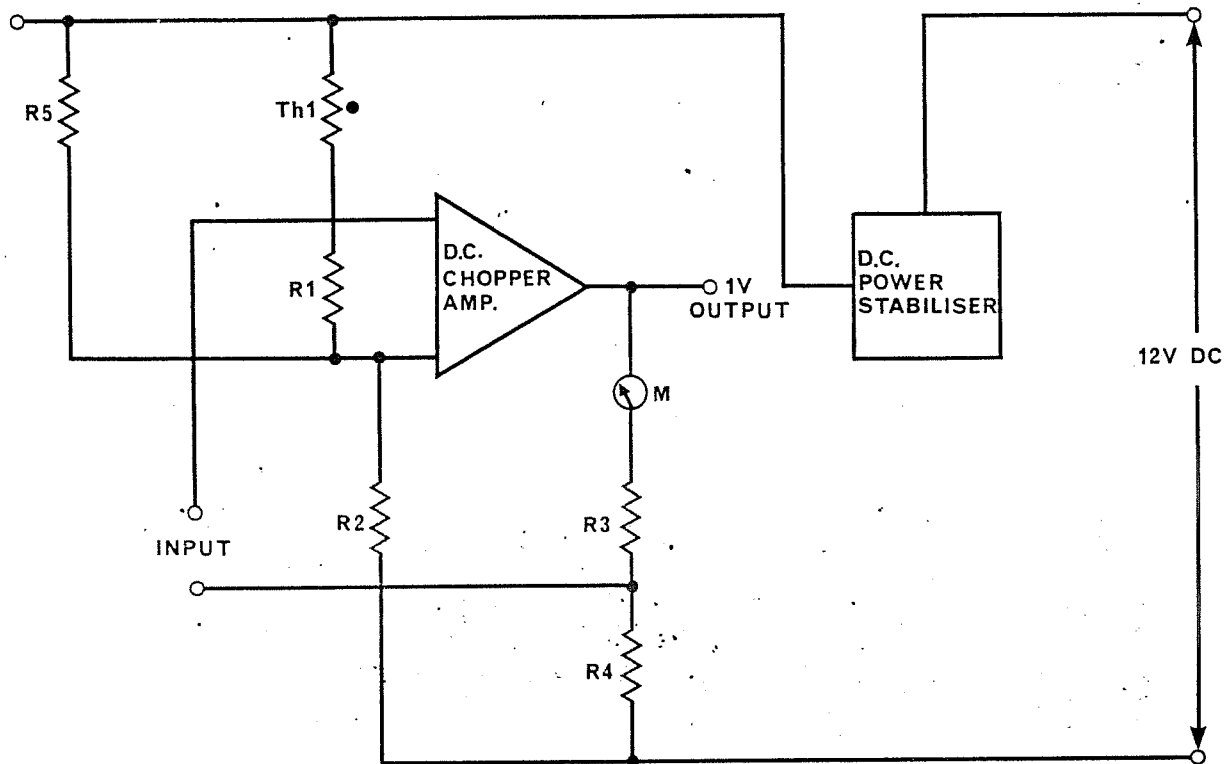 R5
Th1
R1
D.C.
CHOPPER
AMP.
1V
OUTPUT
D.C.
POWER
STABILISER
12V DC
M
INPUT
R2
R3
R4